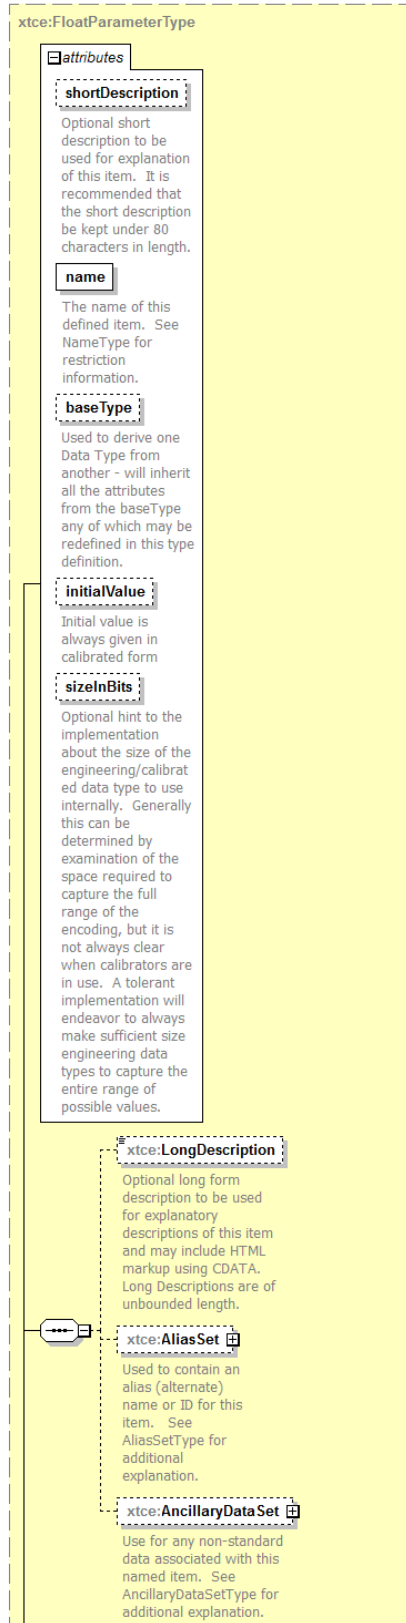 xtce:FloatParameterType
attributes
shortDescription
Optional short
description to be
used for explanation
of this item.  It is
recommended that
the short description
be kept under 80
characters in length.
name
The name of this
defined item.  See
NameType for
restriction
information.
baseType
Used to derive one
Data Type from
another - will inherit
all the attributes
from the baseType
any of which may be
redefined in this type
definition.
initialValue
Initial value is
always given in
calibrated form
sizeInBits
Optional hint to the
implementation
about the size of the
engineering/calibrat
ed data type to use
internally.  Generally
this can be
determined by
examination of the
space required to
capture the full
range of the
encoding, but it is
not always clear
when calibrators are
in use.  A tolerant
implementation will
endeavor to always
make sufficient size
engineering data
types to capture the
entire range of
possible values.
xtce:LongDescription
Optional long form
description to be used
for explanatory
descriptions of this item
and may include HTML
markup using CDATA.
Long Descriptions are of
unbounded length.
xtce:AliasSet
Used to contain an
alias (alternate)
name or ID for this
item.   See
AliasSetType for
additional
explanation.
xtce:AncillaryDataSet
Use for any non-standard
data associated with this
named item.  See
AncillaryDataSetType for
additional explanation.